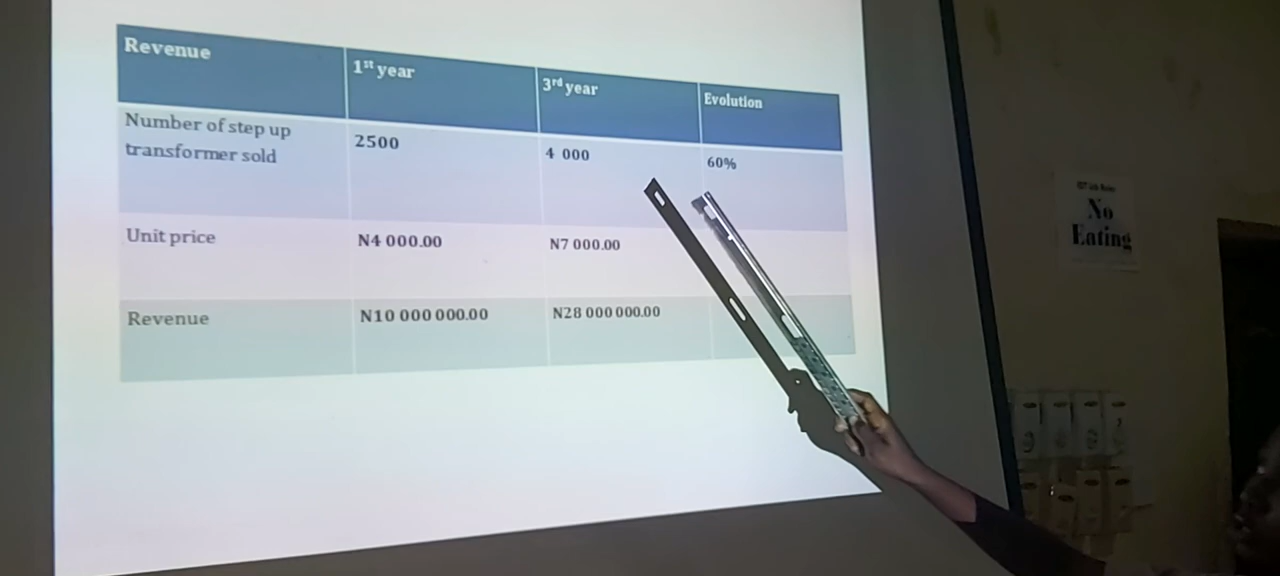 Revenue 1st year 3rd year Evolution
Number of step up
transformer sold 2500 4 000 60%
Unit price N4 000.00 N7 000.00
Revenue N10 000 000.00 N28 000 000.00
No
Eating